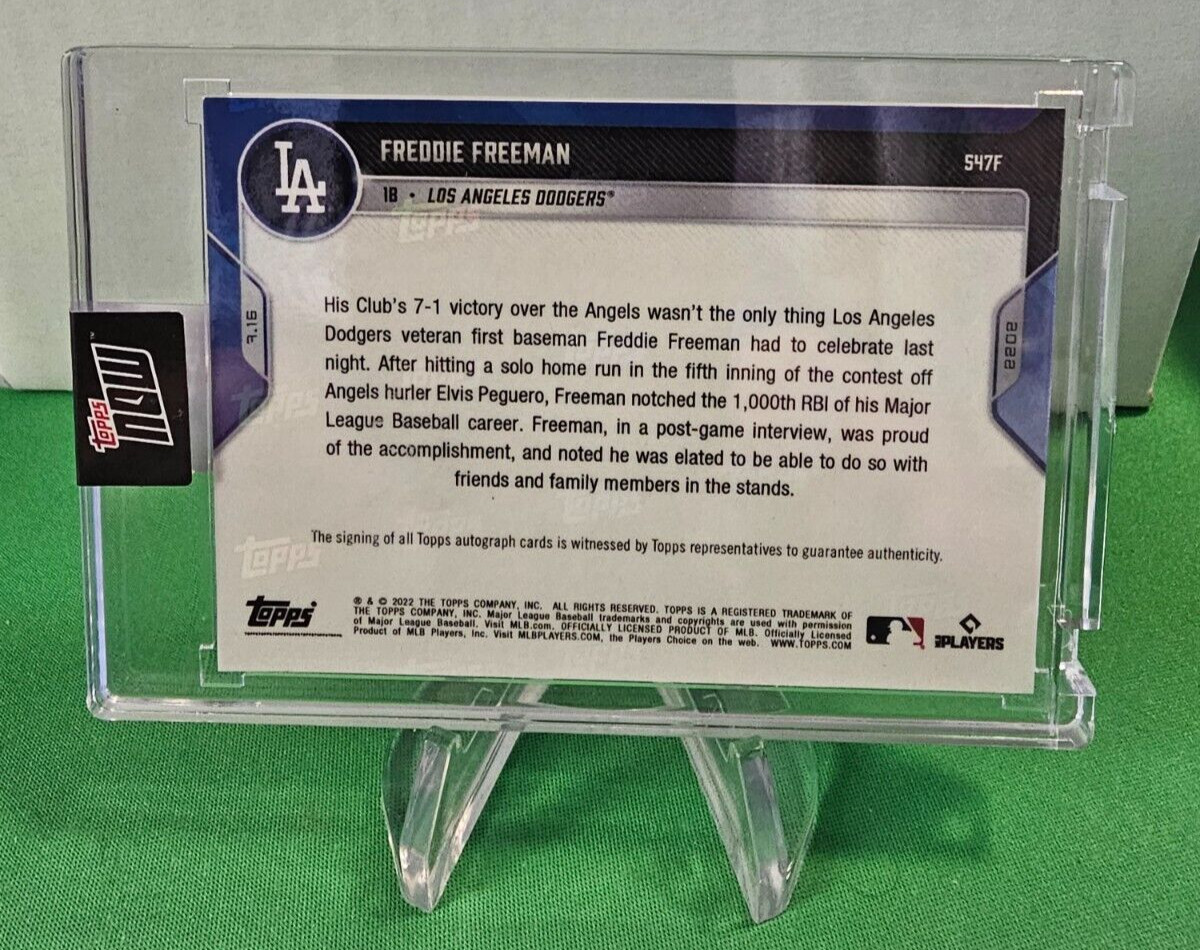 LA
FREDDIE FREEMAN
547F
1B • LOS ANGELES DODGERS®
7.16
2022
topps NOW™
His Club's 7-1 victory over the Angels wasn't the only thing Los Angeles
Dodgers veteran first baseman Freddie Freeman had to celebrate last
night. After hitting a solo home run in the fifth inning of the contest off
Angels hurler Elvis Peguero, Freeman notched the 1,000th RBI of his Major
League Baseball career. Freeman, in a post-game interview, was proud
of the accomplishment, and noted he was elated to be able to do so with
friends and family members in the stands.
The signing of all Topps autograph cards is witnessed by Topps representatives to guarantee authenticity.
topps
® & © 2022 THE TOPPS COMPANY, INC. ALL RIGHTS RESERVED. TOPPS IS A REGISTERED TRADEMARK OF
THE TOPPS COMPANY, INC. Major League Baseball trademarks and copyrights are used with permission
of Major League Baseball. Visit MLB.com. OFFICIALLY LICENSED PRODUCT OF MLB. Officially Licensed
Product of MLB Players, Inc. Visit MLBPLAYERS.COM, the Players Choice on the web. WWW.TOPPS.COM
PLAYERS